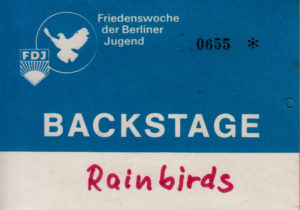 Friedenswoche
der Berliner
Jugend
FDJ
0655 *
BACKSTAGE
Rainbirds